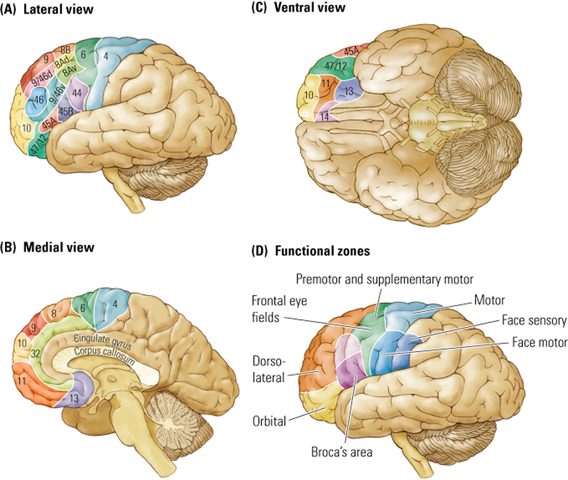 (A) Lateral view
8B
9
8Ad
6
4
8Av
9/46d
9/46v
46
44
45B
10
45A
47/12
(C) Ventral view
45A
47/12
11
13
10
14
(B) Medial view
8
6
4
9
10
32
Cingulate gyrus
Corpus callosum
11
13
(D) Functional zones
Premotor and supplementary motor
Frontal eye
fields
Motor
Face sensory
Face motor
Dorso-
lateral
Orbital
Broca's area